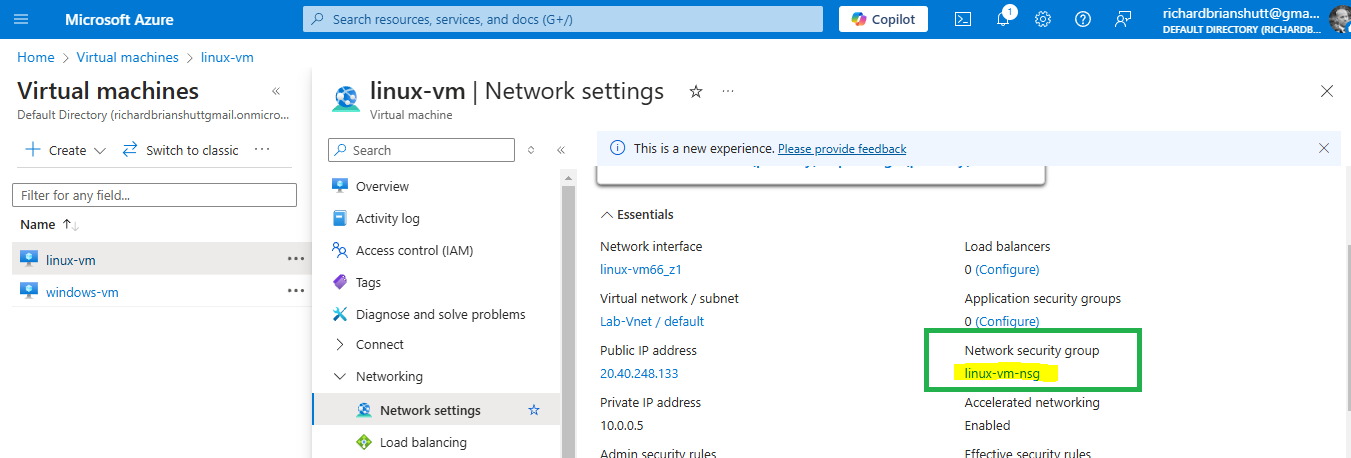 Microsoft Azure
Search resources, services, and docs (G+/)
Copilot
1
richardbrianshutt@gma...
DEFAULT DIRECTORY (RICHARDB...
Home > Virtual machines > linux-vm
Virtual machines
Default Directory (richardbrianshuttgmail.onmicro...
Create
Switch to classic
...
Filter for any field...
Name
linux-vm
...
windows-vm
...
linux-vm | Network settings
...
Virtual machine
Search
Overview
Activity log
Access control (IAM)
Tags
Diagnose and solve problems
Connect
Networking
Network settings
Load balancing
This is a new experience. Please provide feedback
Essentials
Network interface
linux-vm66_z1
Virtual network / subnet
Lab-Vnet / default
Public IP address
20.40.248.133
Private IP address
10.0.0.5
Admin security rules
Load balancers
0 (Configure)
Application security groups
0 (Configure)
Network security group
linux-vm-nsg
Accelerated networking
Enabled
Effective security rules